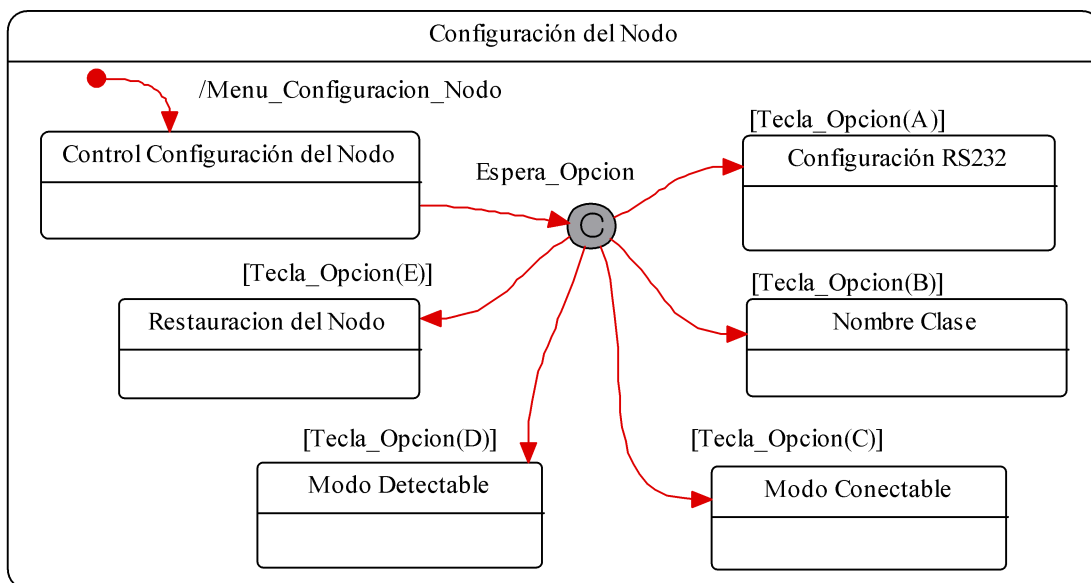 Configuración del Nodo
/Menu_Configuracion_Nodo
[Tecla_Opcion(A)]
Control Configuración del Nodo
Configuración RS232
Espera_Opcion
C
[Tecla_Opcion(E)]
[Tecla_Opcion(B)]
Restauracion del Nodo
Nombre Clase
[Tecla_Opcion(D)]
[Tecla_Opcion(C)]
Modo Detectable
Modo Conectable